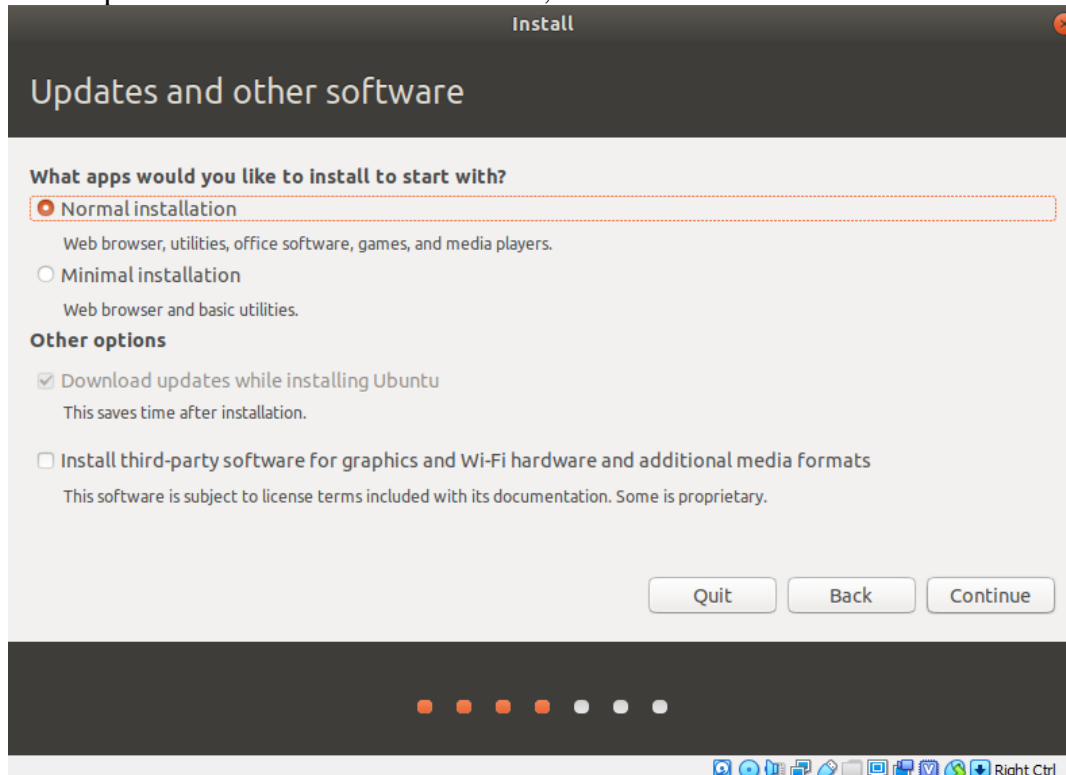 Install
Updates and other software
What apps would you like to install to start with?
Normal installation
Web browser, utilities, office software, games, and media players.
Minimal installation
Web browser and basic utilities.
Other options
Download updates while installing Ubuntu
This saves time after installation.
Install third-party software for graphics and Wi-Fi hardware and additional media formats
This software is subject to license terms included with its documentation. Some is proprietary.
Quit Back Continue
Right Ctrl